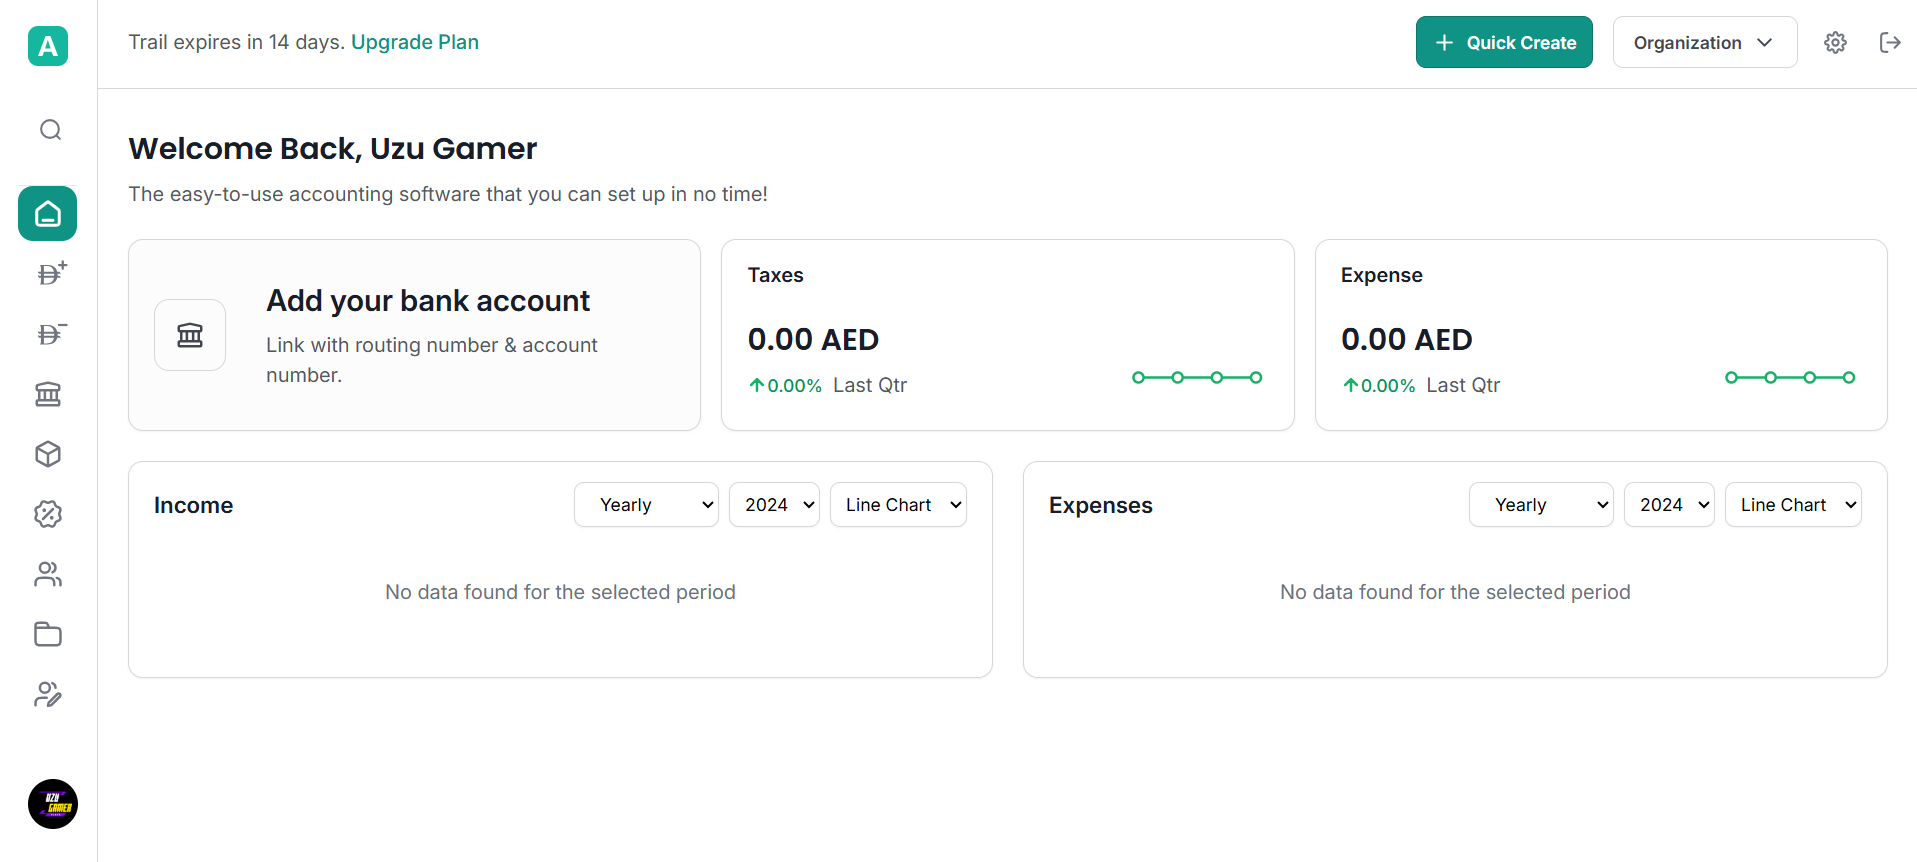 A
Trail expires in 14 days. Upgrade Plan
Quick Create
Organization
Welcome Back, Uzu Gamer
The easy-to-use accounting software that you can set up in no time!
Add your bank account
Link with routing number & account
number.
Taxes
0.00 AED
0.00% Last Qtr
Expense
0.00 AED
0.00% Last Qtr
Income
Yearly
2024
Line Chart
No data found for the selected period
Expenses
Yearly
2024
Line Chart
No data found for the selected period
UZU
GAMER